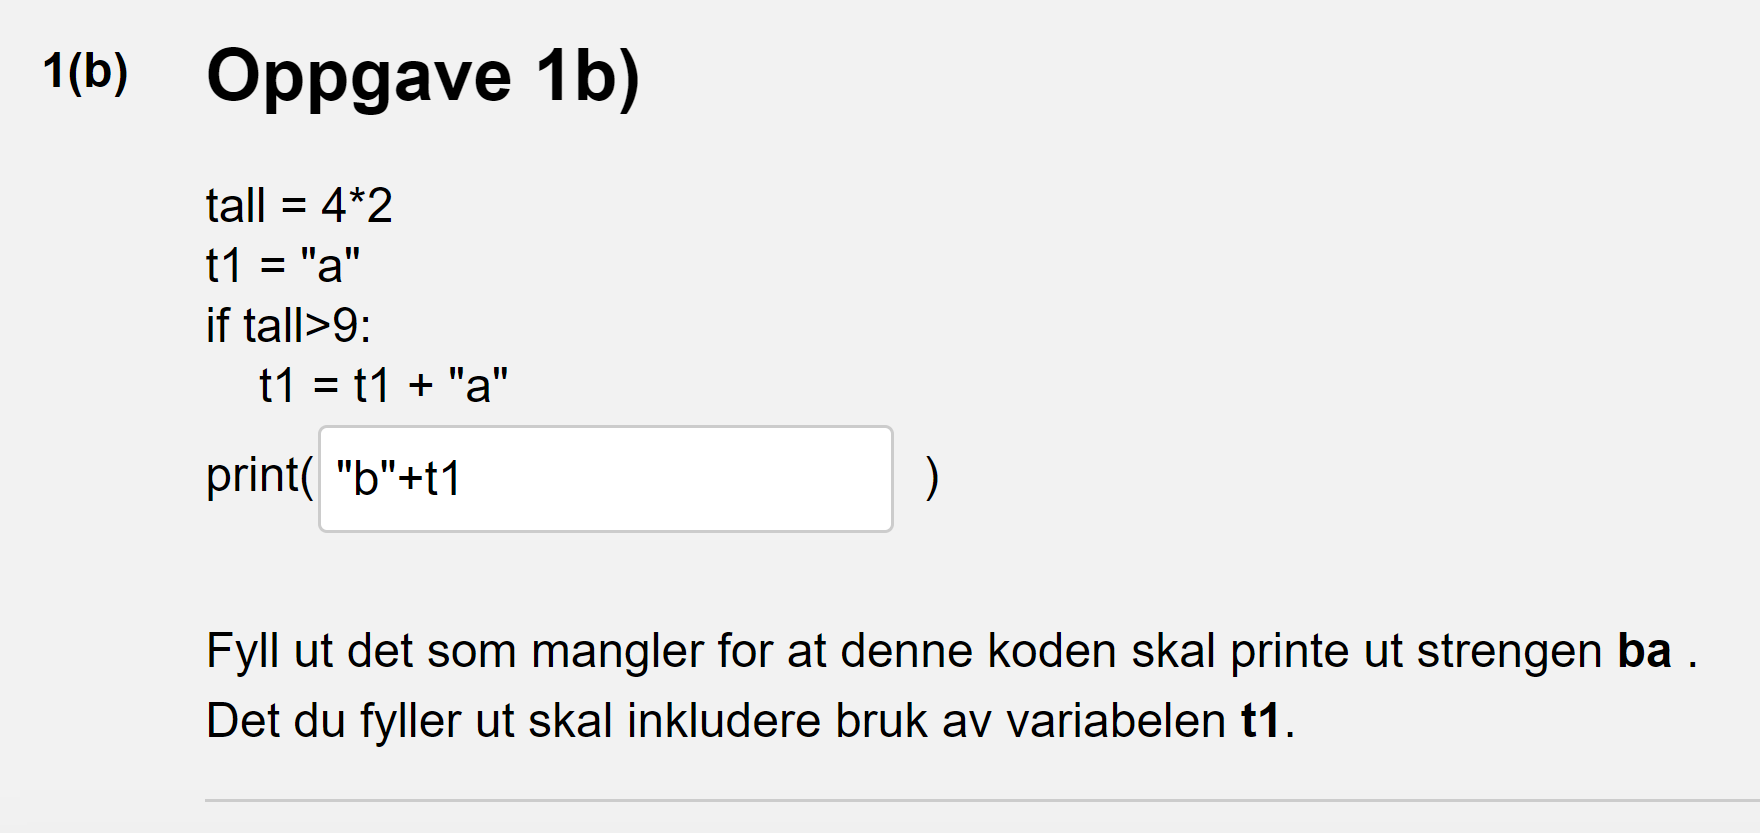 1(b) Oppgave 1b)
tall = 4*2
t1 = "a"
if tall>9:
    t1 = t1 + "a"
print( "b"+t1 )
Fyll ut det som mangler for at denne koden skal printe ut strengen ba .
Det du fyller ut skal inkludere bruk av variabelen t1.